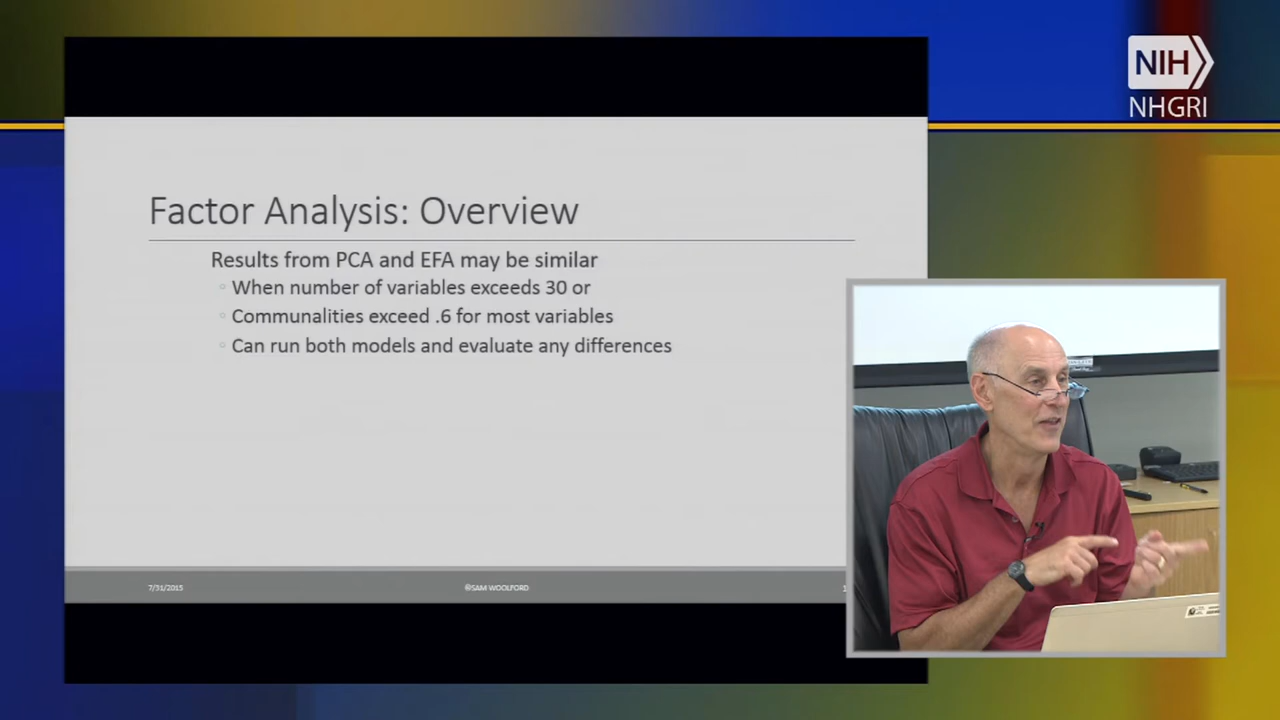 NIH
NHGRI
Factor Analysis: Overview
Results from PCA and EFA may be similar
◦ When number of variables exceeds 30 or
◦ Communalities exceed .6 for most variables
◦ Can run both models and evaluate any differences
7/31/2015
©SAM WOOLFORD